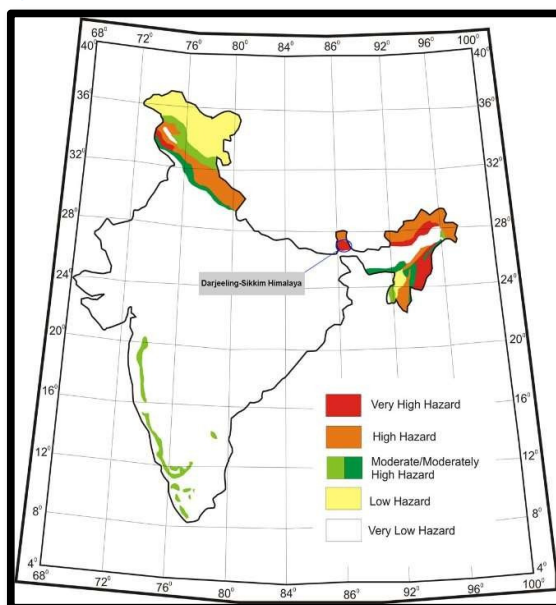 68° 72° 76° 80° 84° 88° 92° 96° 100°
40° 40°
36° 36°
32° 32°
28° 28°
24° 24°
20° 20°
16° 16°
12° 12°
8° 8°
4° 4°
68° 72° 76° 80° 84° 86° 92° 96° 100°
Darjeeling-Sikkim Himalaya
Very High Hazard
High Hazard
Moderate/Moderately
High Hazard
Low Hazard
Very Low Hazard